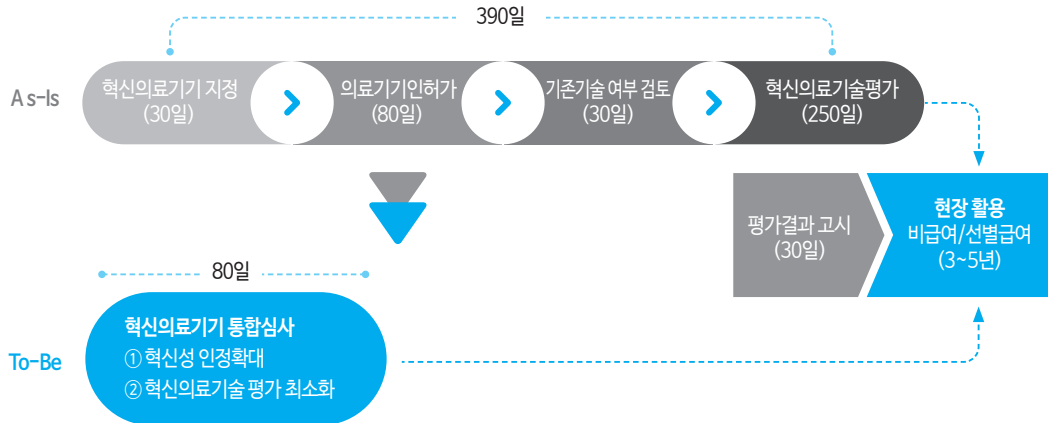 390일
As-Is
혁신의료기기 지정
(30일)
의료기기인허가
(80일)
기존기술 여부 검토
(30일)
혁신의료기술평가
(250일)
평가결과 고시
(30일)
현장 활용
비급여/선별급여
(3~5년)
80일
To-Be
혁신의료기기 통합심사
① 혁신성 인정확대
② 혁신의료기술 평가 최소화